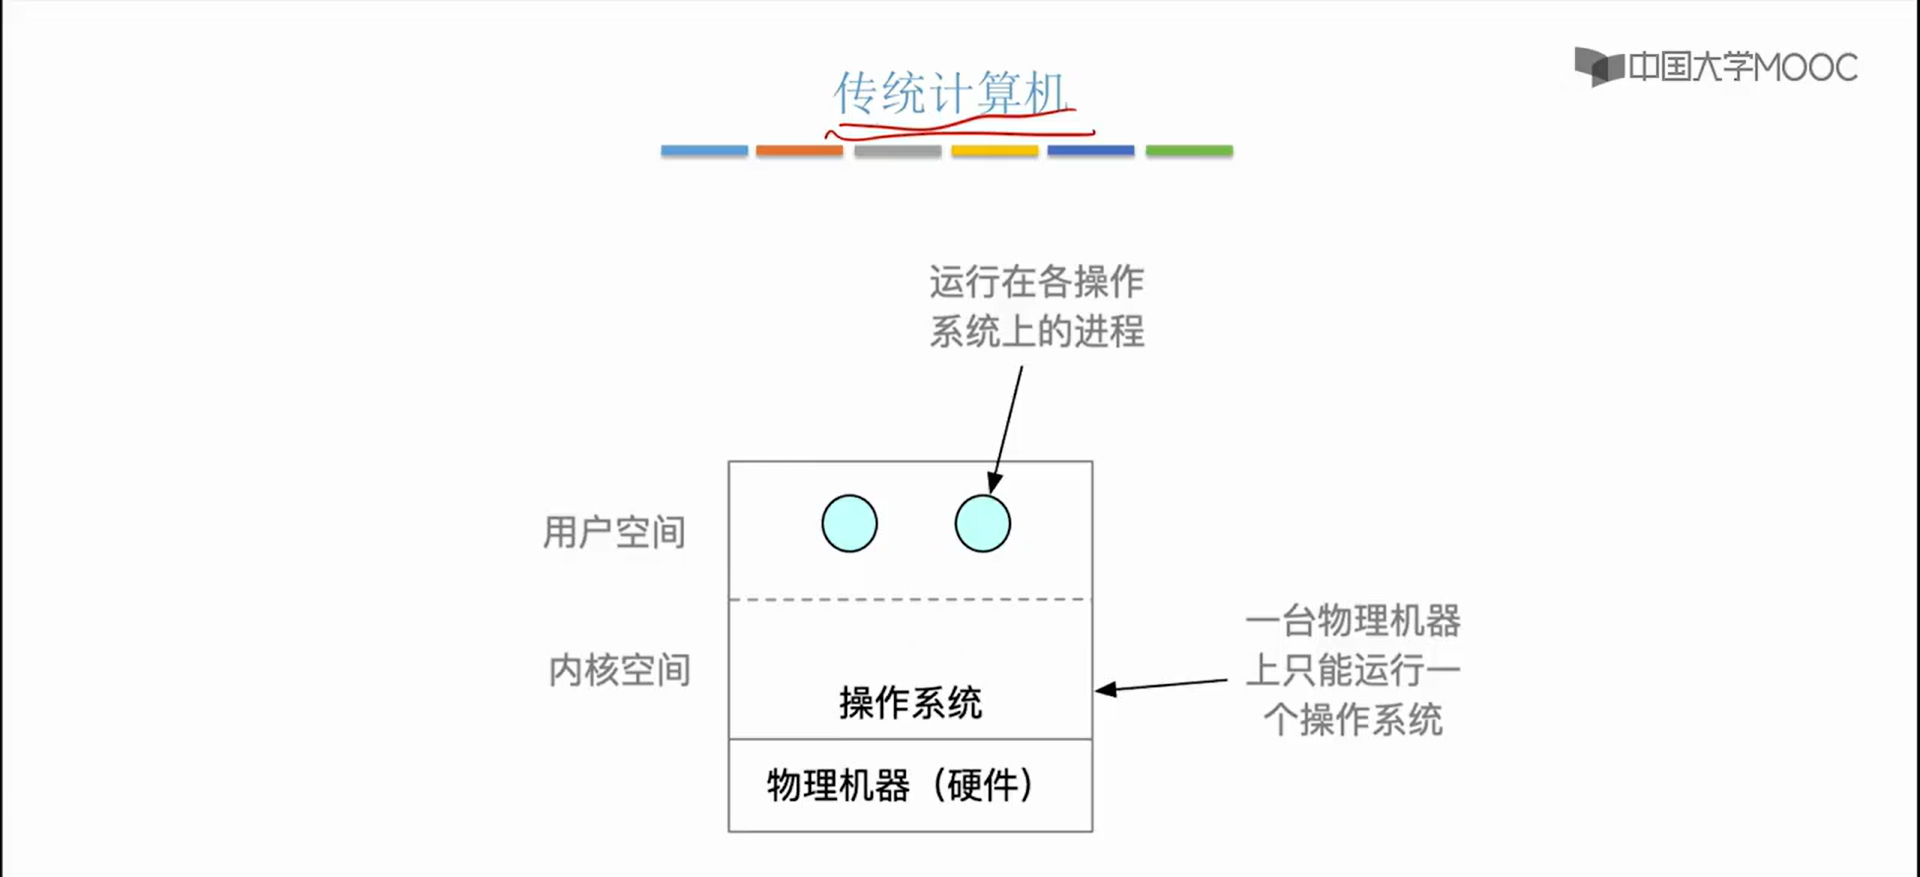 中国大学MOOC
传统计算机
运行在各操作
系统上的进程
用户空间
内核空间
操作系统
一台物理机器
上只能运行一
个操作系统
物理机器（硬件）